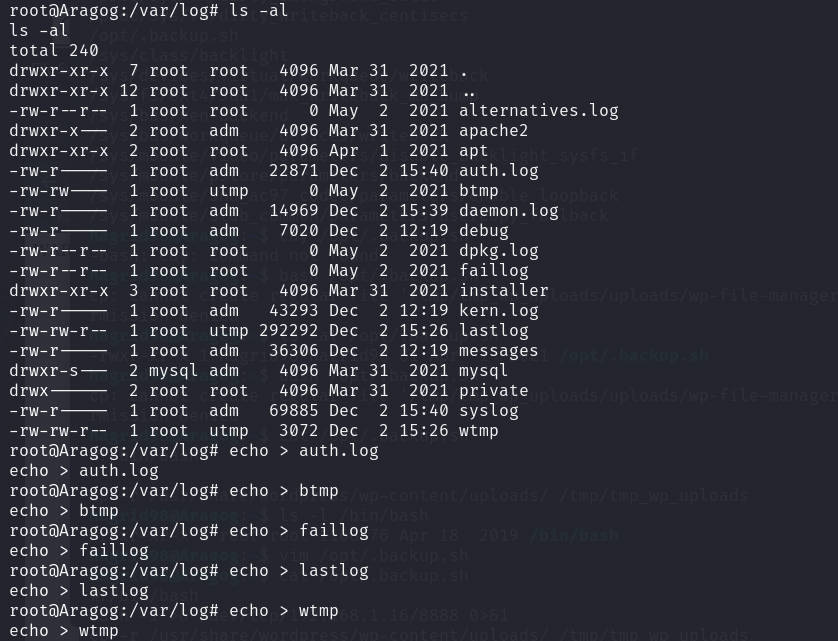 root@Aragog:/var/log# ls -al
ls -al
total 240
drwxr-xr-x  7 root  root   4096 Mar 31  2021 .
drwxr-xr-x 12 root  root   4096 Mar 31  2021 ..
-rw-r--r--  1 root  root      0 May  2  2021 alternatives.log
drwxr-x---  2 root  adm    4096 Mar 31  2021 apache2
drwxr-xr-x  2 root  root   4096 Apr  1  2021 apt
-rw-r-----  1 root  adm   22871 Dec  2 15:40 auth.log
-rw-rw----  1 root  utmp      0 May  2  2021 btmp
-rw-r-----  1 root  adm   14969 Dec  2 15:39 daemon.log
-rw-r-----  1 root  adm    7020 Dec  2 12:19 debug
-rw-r--r--  1 root  root      0 May  2  2021 dpkg.log
-rw-r--r--  1 root  root      0 May  2  2021 faillog
drwxr-xr-x  3 root  root   4096 Mar 31  2021 installer
-rw-r-----  1 root  adm   43293 Dec  2 12:19 kern.log
-rw-rw-r--  1 root  utmp 292292 Dec  2 15:26 lastlog
-rw-r-----  1 root  adm   36306 Dec  2 12:19 messages
drwxr-s---  2 mysql adm    4096 Mar 31  2021 mysql
drwx------  2 root  root   4096 Mar 31  2021 private
-rw-r-----  1 root  adm   69885 Dec  2 15:40 syslog
-rw-rw-r--  1 root  utmp   3072 Dec  2 15:26 wtmp
root@Aragog:/var/log# echo > auth.log
echo > auth.log
root@Aragog:/var/log# echo > btmp
echo > btmp
root@Aragog:/var/log# echo > faillog
echo > faillog
root@Aragog:/var/log# echo > lastlog
echo > lastlog
root@Aragog:/var/log# echo > wtmp
echo > wtmp